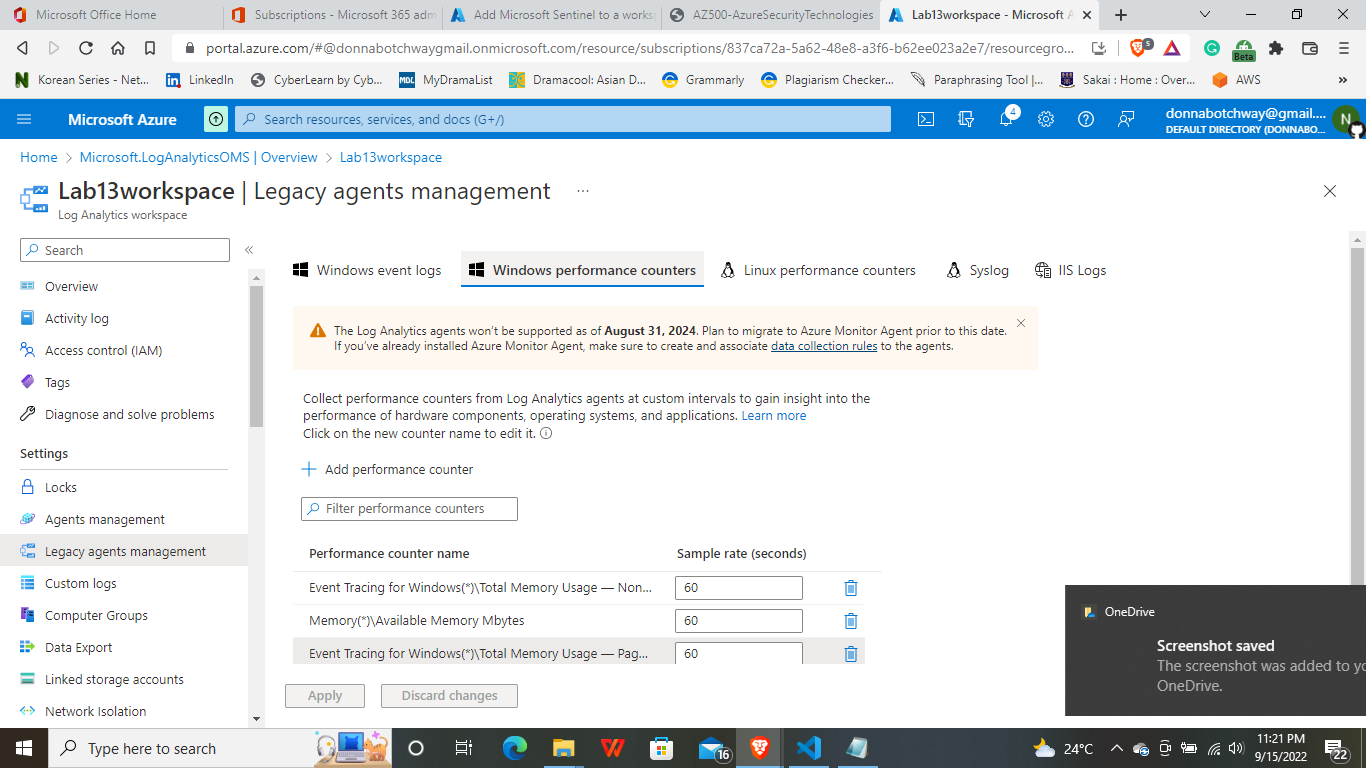 Microsoft Office Home
Subscriptions - Microsoft 365 adm
Add Microsoft Sentinel to a works
AZ500-AzureSecurityTechnologies
Lab13workspace - Microsoft A
portal.azure.com/#@donnabotchwaygmail.onmicrosoft.com/resource/subscriptions/837ca72a-5a62-48e8-a3f6-b62ee023a2e7/resourcegro...
5
Beta
Korean Series - Net...
LinkedIn
CyberLearn by Cyb...
MDL
MyDramaList
Dramacool: Asian D...
Grammarly
Plagiarism Checker...
Paraphrasing Tool |...
Sakai : Home : Over...
AWS
»
Microsoft Azure
Search resources, services, and docs (G+/)
4
donnabotchway@gmail....
DEFAULT DIRECTORY (DONNABO...
N
Home > Microsoft.LogAnalyticsOMS | Overview > Lab13workspace
Lab13workspace | Legacy agents management ...
Log Analytics workspace
Search
«
Overview
Activity log
Access control (IAM)
Tags
Diagnose and solve problems
Settings
Locks
Agents management
Legacy agents management
Custom logs
Computer Groups
Data Export
Linked storage accounts
Network Isolation
Windows event logs
Windows performance counters
Linux performance counters
Syslog
IIS Logs
The Log Analytics agents won't be supported as of August 31, 2024. Plan to migrate to Azure Monitor Agent prior to this date.
If you've already installed Azure Monitor Agent, make sure to create and associate data collection rules to the agents.
Collect performance counters from Log Analytics agents at custom intervals to gain insight into the
performance of hardware components, operating systems, and applications. Learn more
Click on the new counter name to edit it.
Add performance counter
Filter performance counters
Performance counter name
Sample rate (seconds)
Event Tracing for Windows(*)\Total Memory Usage — Non...
60
Memory(*)\Available Memory Mbytes
60
Event Tracing for Windows(*)\Total Memory Usage — Pag...
60
Apply
Discard changes
OneDrive
Screenshot saved
The screenshot was added to yo
OneDrive.
Type here to search
16
24°C
11:21 PM
9/15/2022
22